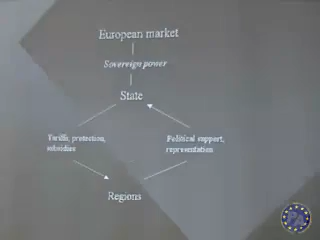 European market
Sovereign power
State
Tariffs, protection,
subsidies
Political support,
representation
Regions